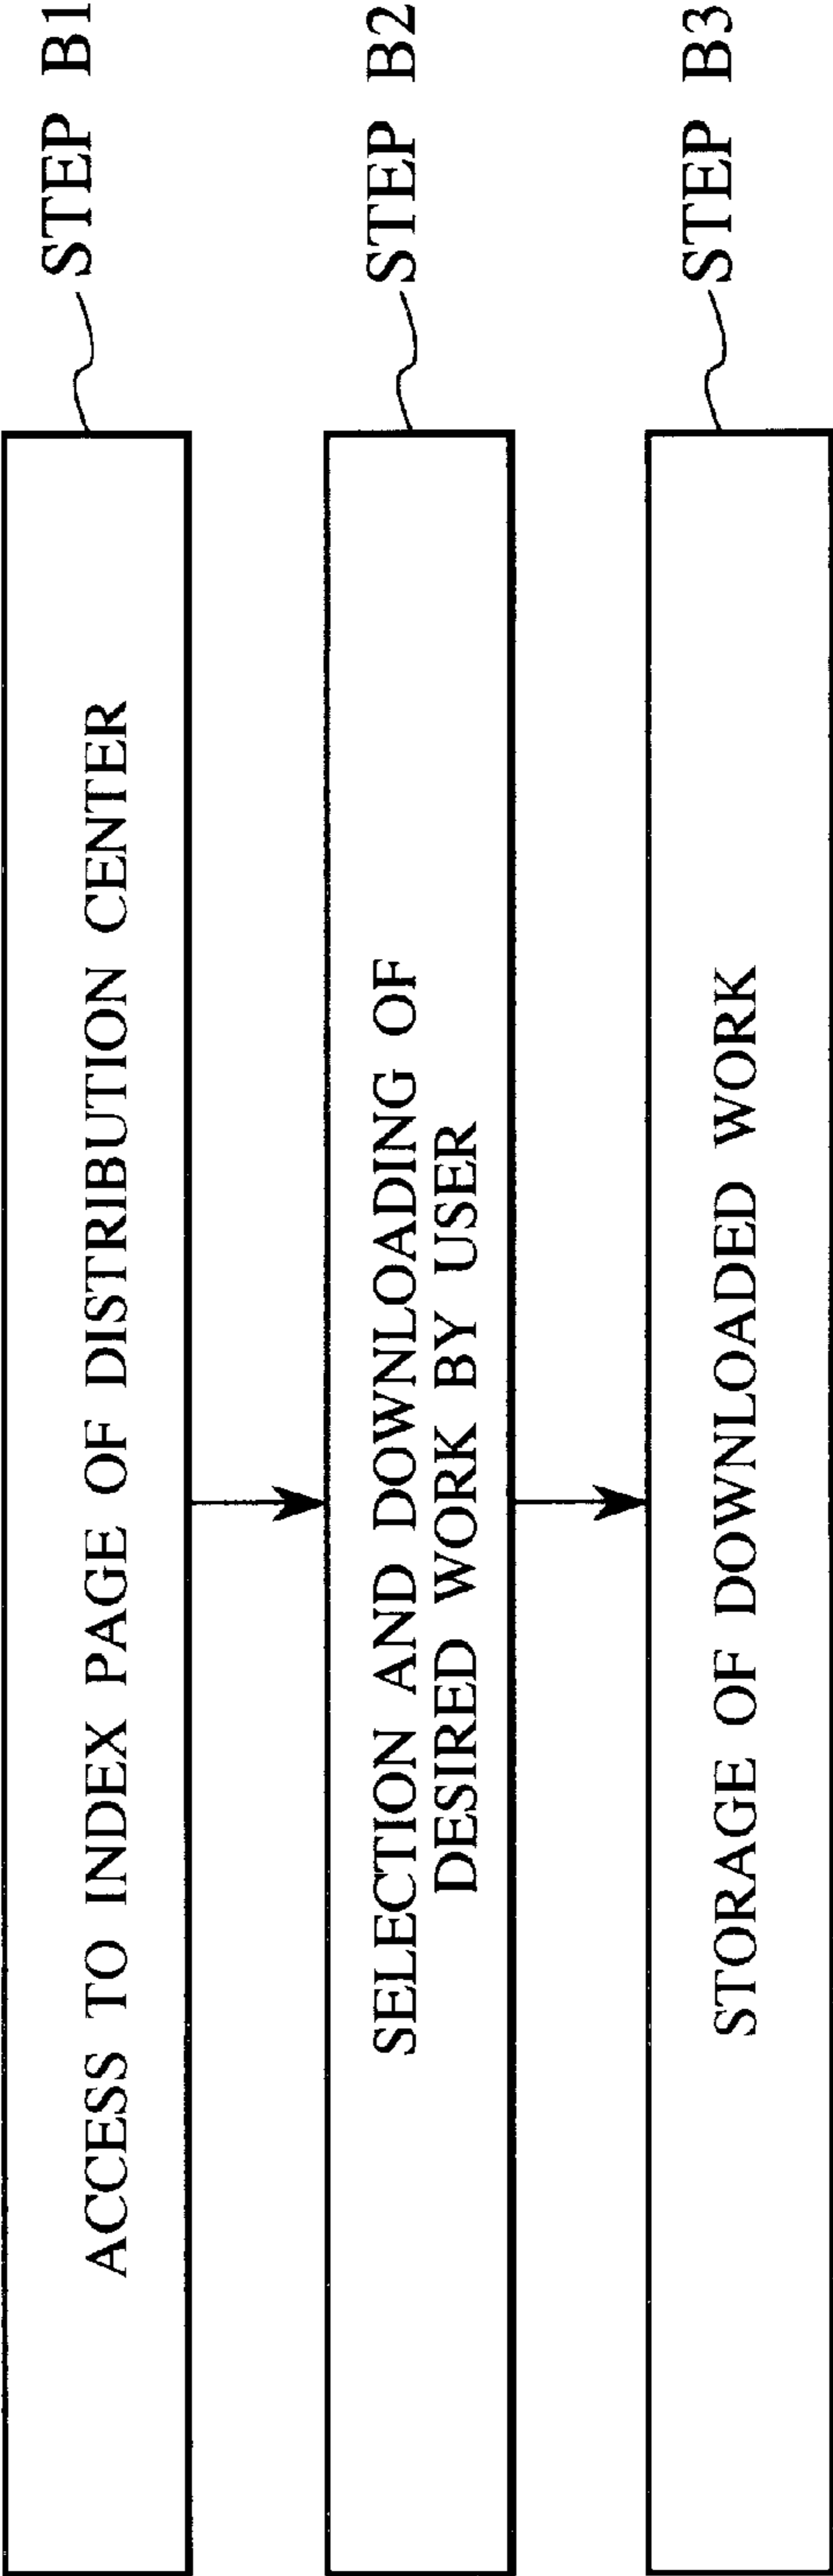 ACCESS TO INDEX PAGE OF DISTRIBUTION CENTER
STEP B1
SELECTION AND DOWNLOADING OF
DESIRED WORK BY USER
STEP B2
STORAGE OF DOWNLOADED WORK
STEP B3